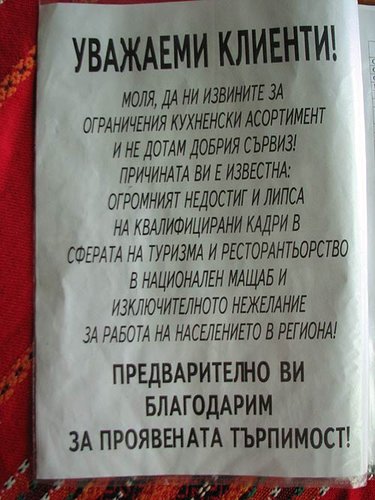 УВАЖАЕМИ КЛИЕНТИ!
МОЛЯ, ДА НИ ИЗВИНИТЕ ЗА
ОГРАНИЧЕНИЯ КУХНЕНСКИ АСОРТИМЕНТ
И НЕ ДОТАМ ДОБРИЯ СЪРВИЗ!
ПРИЧИНАТА ВИ Е ИЗВЕСТНА:
ОГРОМНИЯТ НЕДОСТИГ И ЛИПСА
НА КВАЛИФИЦИРАНИ КАДРИ В
СФЕРАТА НА ТУРИЗМА И РЕСТОРАНТЬОРСТВО
В НАЦИОНАЛЕН МАЩАБ И
ИЗКЛЮЧИТЕЛНОТО НЕЖЕЛАНИЕ
ЗА РАБОТА НА НАСЕЛЕНИЕТО В РЕГИОНА!
ПРЕДВАРИТЕЛНО ВИ
БЛАГОДАРИМ
ЗА ПРОЯВЕНАТА ТЪРПИМОСТ!